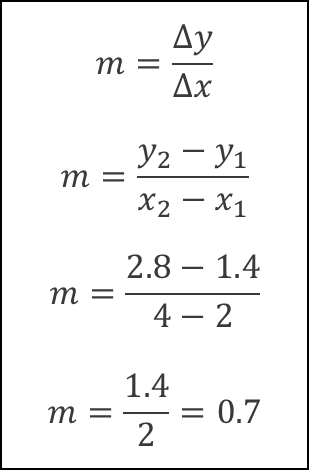 m = Δy/Δx
m = y₂ − y₁/x₂ − x₁
m = 2.8 − 1.4/4 − 2
m = 1.4/2 = 0.7